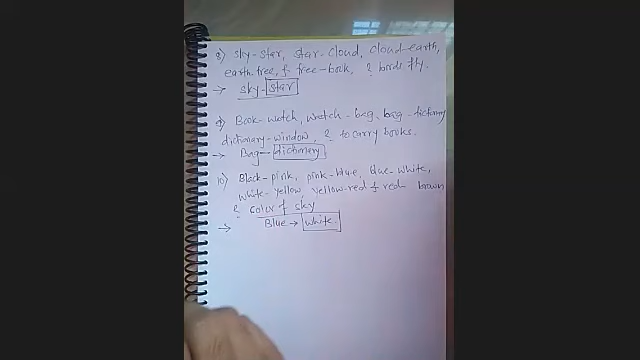 8) Sky-star, star-cloud, cloud-earth,
earth-tree, & tree-book, & birds fly.
→ sky-star
9) Book-watch, watch-bag, bag-dictionary
dictionary-window, & to carry books.
→ Bag- dictionary
10) Black-pink, pink-blue, blue-white,
white-yellow, yellow-red & red brown
& color of sky
→ Blue → white.